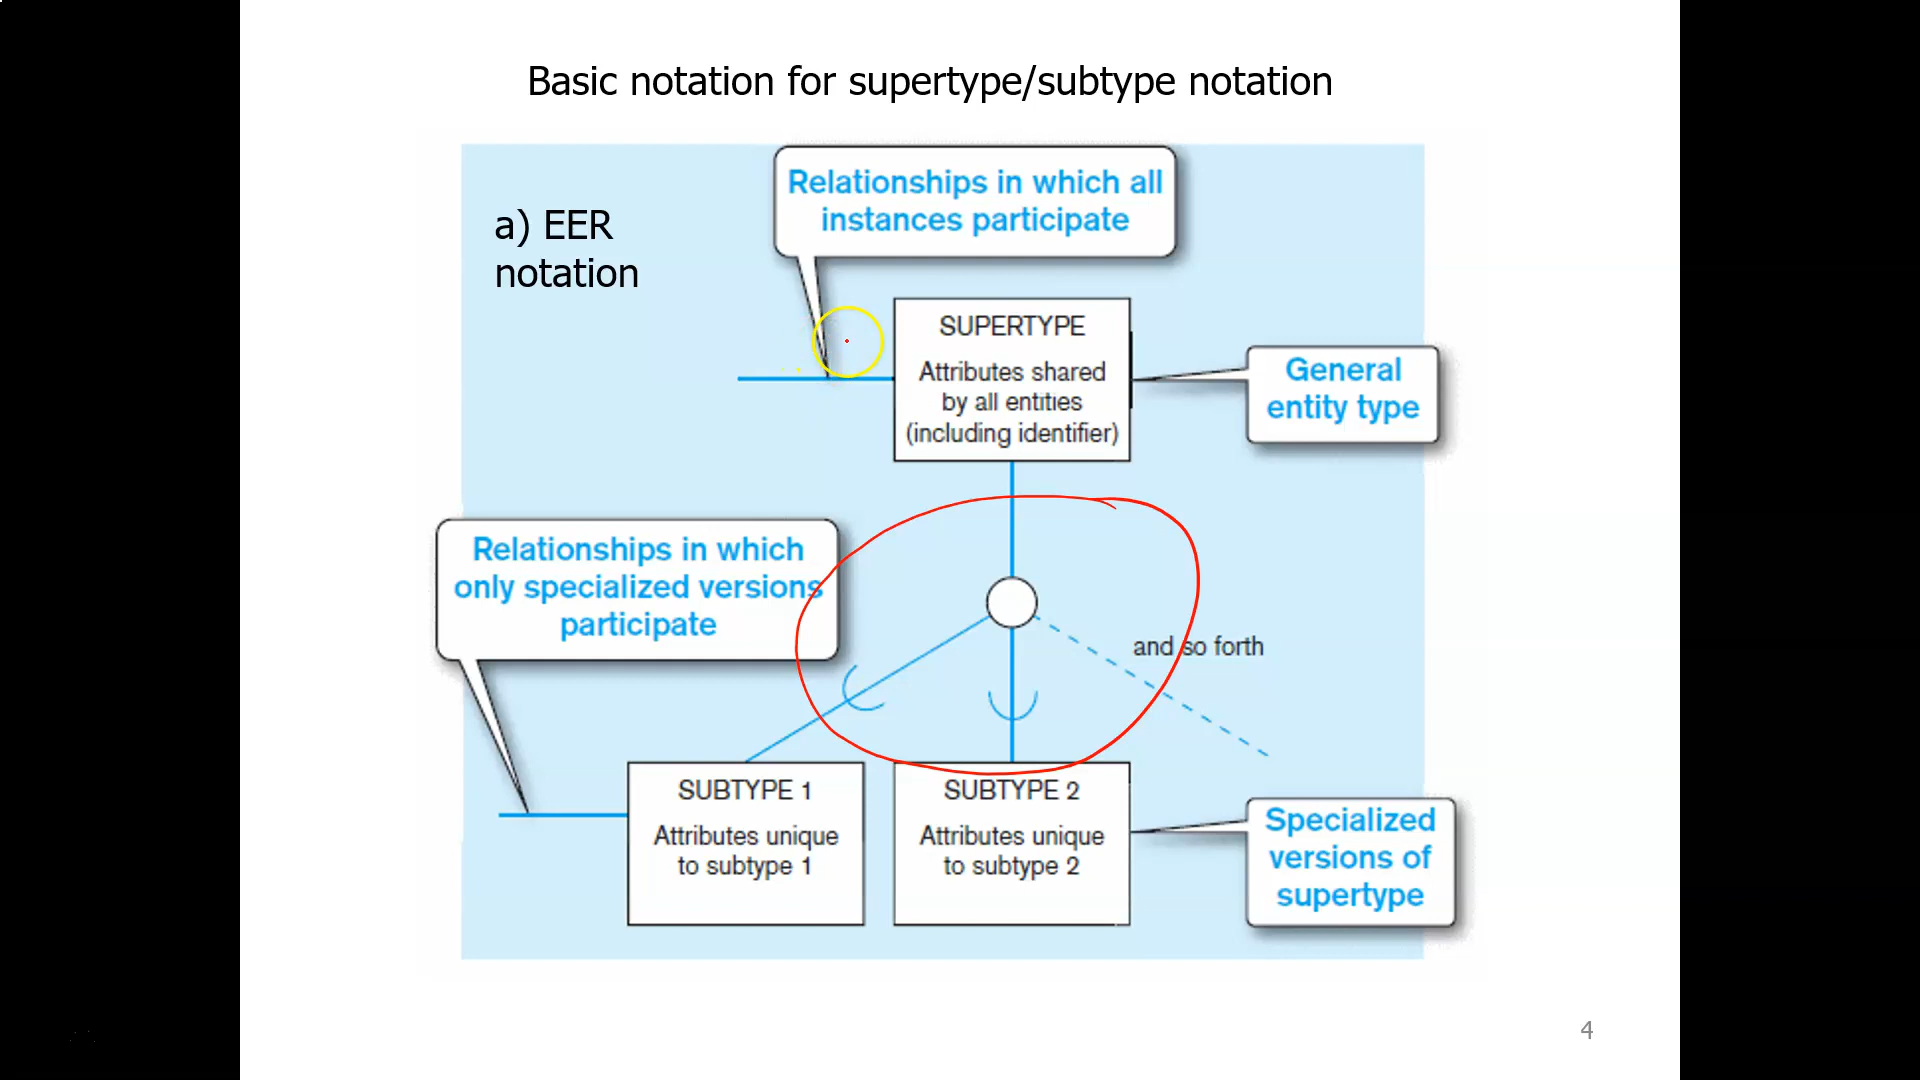 Basic notation for supertype/subtype notation
Relationships in which all
instances participate
a) EER
notation
SUPERTYPE
Attributes shared
by all entities
(including identifier)
General
entity type
Relationships in which
only specialized versions
participate
and so forth
SUBTYPE 1
Attributes unique
to subtype 1
SUBTYPE 2
Attributes unique
to subtype 2
Specialized
versions of
supertype
4